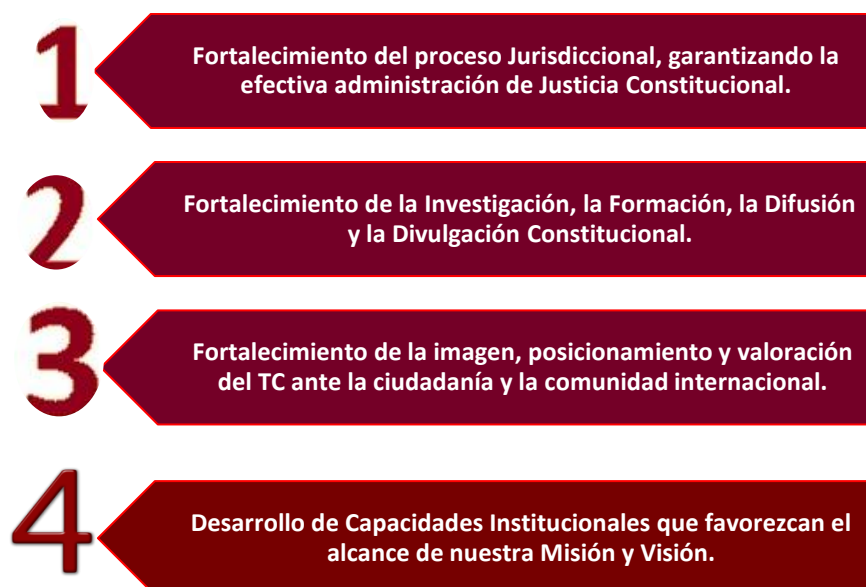 1
Fortalecimiento del proceso Jurisdiccional, garantizando la
efectiva administración de Justicia Constitucional.
2
Fortalecimiento de la Investigación, la Formación, la Difusión
y la Divulgación Constitucional.
3
Fortalecimiento de la imagen, posicionamiento y valoración
del TC ante la ciudadanía y la comunidad internacional.
4
Desarrollo de Capacidades Institucionales que favorezcan el
alcance de nuestra Misión y Visión.